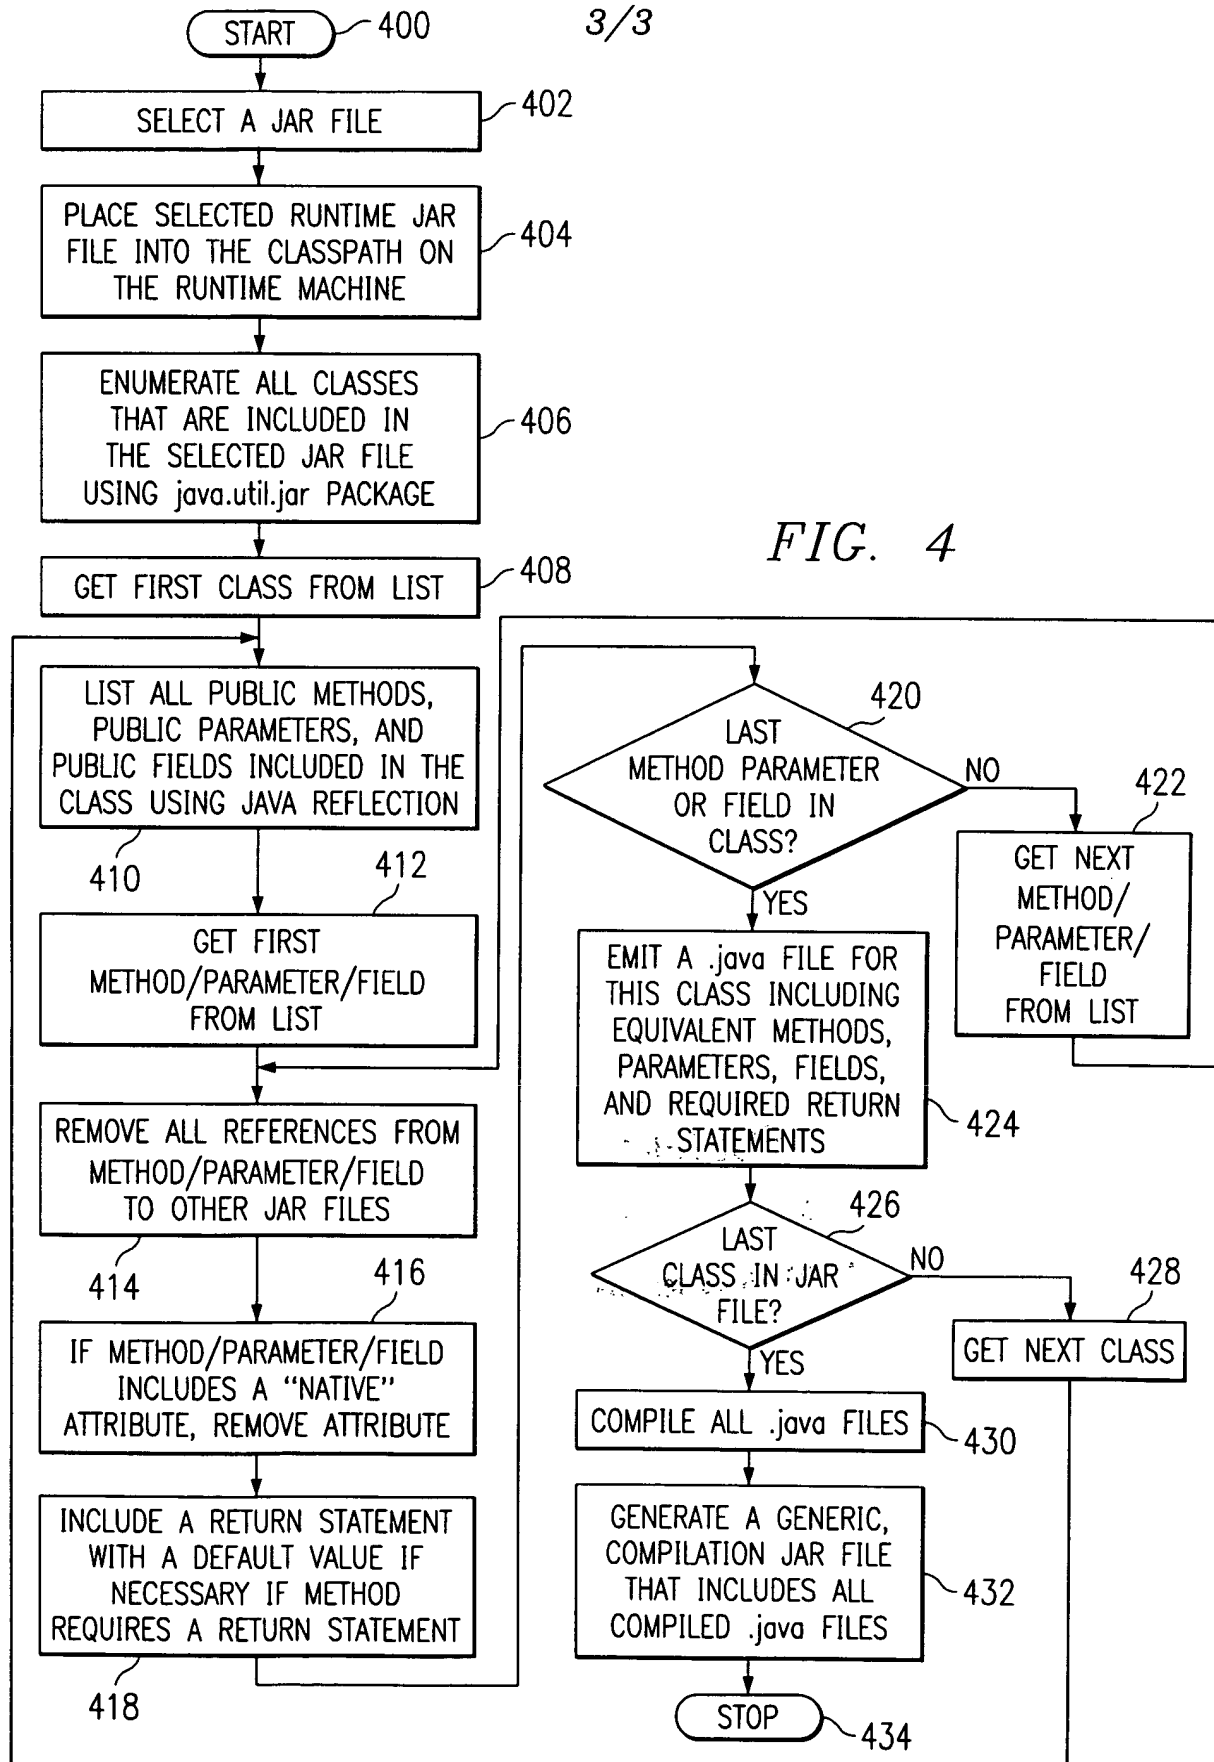 3/3
START
400
SELECT A JAR FILE
402
PLACE SELECTED RUNTIME JAR
FILE INTO THE CLASSPATH ON
THE RUNTIME MACHINE
404
ENUMERATE ALL CLASSES
THAT ARE INCLUDED IN
THE SELECTED JAR FILE
USING java.util.jar PACKAGE
406
FIG. 4
GET FIRST CLASS FROM LIST
408
LIST ALL PUBLIC METHODS,
PUBLIC PARAMETERS, AND
PUBLIC FIELDS INCLUDED IN THE
CLASS USING JAVA REFLECTION
410
412
GET FIRST
METHOD/PARAMETER/FIELD
FROM LIST
REMOVE ALL REFERENCES FROM
METHOD/PARAMETER/FIELD
TO OTHER JAR FILES
414
416
IF METHOD/PARAMETER/FIELD
INCLUDES A “NATIVE”
ATTRIBUTE, REMOVE ATTRIBUTE
INCLUDE A RETURN STATEMENT
WITH A DEFAULT VALUE IF
NECESSARY IF METHOD
REQUIRES A RETURN STATEMENT
418
420
LAST
METHOD PARAMETER
OR FIELD IN
CLASS?
NO
422
GET NEXT
METHOD/
PARAMETER/
FIELD
FROM LIST
YES
EMIT A .java FILE FOR
THIS CLASS INCLUDING
EQUIVALENT METHODS,
PARAMETERS, FIELDS,
AND REQUIRED RETURN
STATEMENTS
424
426
LAST
CLASS IN JAR
FILE?
NO
428
GET NEXT CLASS
YES
COMPILE ALL .java FILES
430
GENERATE A GENERIC,
COMPILATION JAR FILE
THAT INCLUDES ALL
COMPILED .java FILES
432
STOP
434